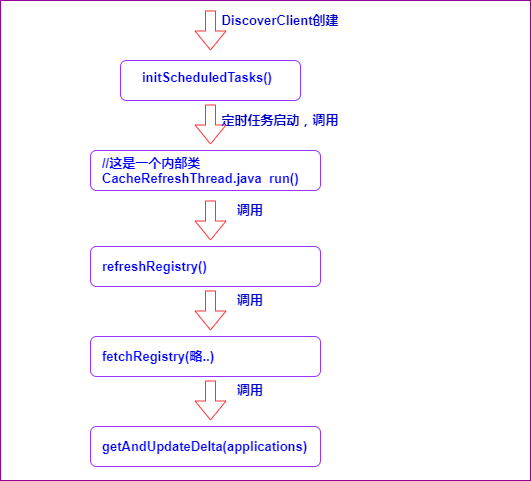 DiscoverClient创建
initScheduledTasks()
定时任务启动，调用
//这是一个内部类
CacheRefreshThread.java  run()
调用
refreshRegistry()
调用
fetchRegistry(略..)
调用
getAndUpdateDelta(applications)